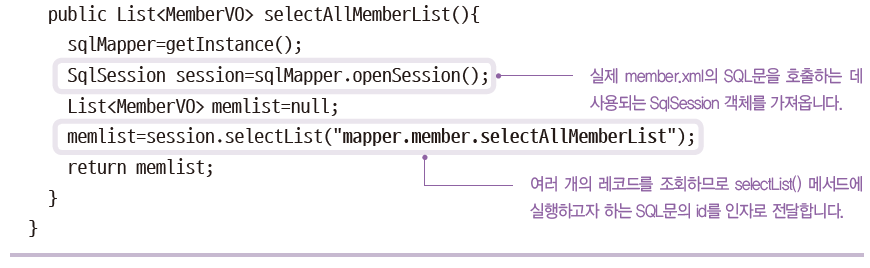 public List<MemberVO> selectAllMemberList(){
sqlMapper=getInstance();
SqlSession session=sqlMapper.openSession();
실제 member.xml의 SQL문을 호출하는 데
사용되는 SqlSession 객체를 가져옵니다.
List<MemberVO> memlist=null;
memlist=session.selectList("mapper.member.selectAllMemberList");
return memlist;
여러 개의 레코드를 조회하므로 selectList() 메서드에
실행하고자 하는 SQL문의 id를 인자로 전달합니다.
}
}